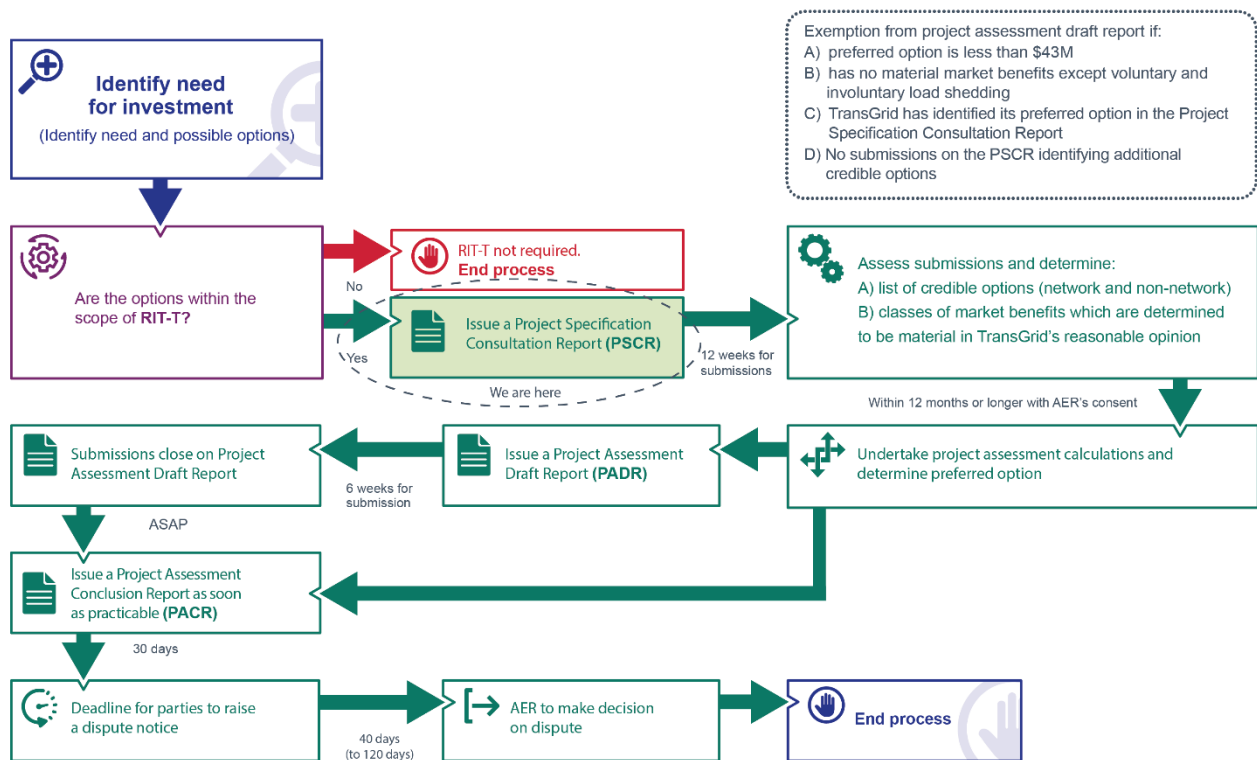 Identify need
for investment
(Identify need and possible options)
Exemption from project assessment draft report if:
A) preferred option is less than $43M
B) has no material market benefits except voluntary and
involuntary load shedding
C) TransGrid has identified its preferred option in the Project
Specification Consultation Report
D) No submissions on the PSCR identifying additional
credible options
Are the options within the
scope of RIT-T?
No
RIT-T not required.
End process
Yes
Issue a Project Specification
Consultation Report (PSCR)
We are here
12 weeks for
submissions
Assess submissions and determine:
A) list of credible options (network and non-network)
B) classes of market benefits which are determined
to be material in TransGrid's reasonable opinion
Within 12 months or longer with AER's consent
Undertake project assessment calculations and
determine preferred option
Issue a Project Assessment
Draft Report (PADR)
6 weeks for
submission
Submissions close on Project
Assessment Draft Report
ASAP
Issue a Project Assessment
Conclusion Report as soon
as practicable (PACR)
30 days
Deadline for parties to raise
a dispute notice
40 days
(to 120 days)
AER to make decision
on dispute
End process